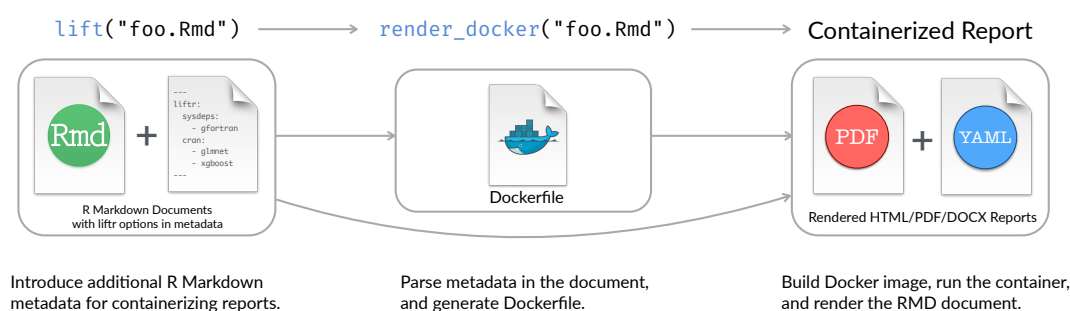 lift("foo.Rmd")
render_docker("foo.Rmd")
Containerized Report
Rmd
+
---
liftr:
  sysdeps:
    - gfortran
  cran:
    - glmnet
    - xgboost
---
R Markdown Documents
with liftr options in metadata
Dockerfile
PDF
+
YAML
Rendered HTML/PDF/DOCX Reports
Introduce additional R Markdown
metadata for containerizing reports.
Parse metadata in the document,
and generate Dockerfile.
Build Docker image, run the container,
and render the RMD document.